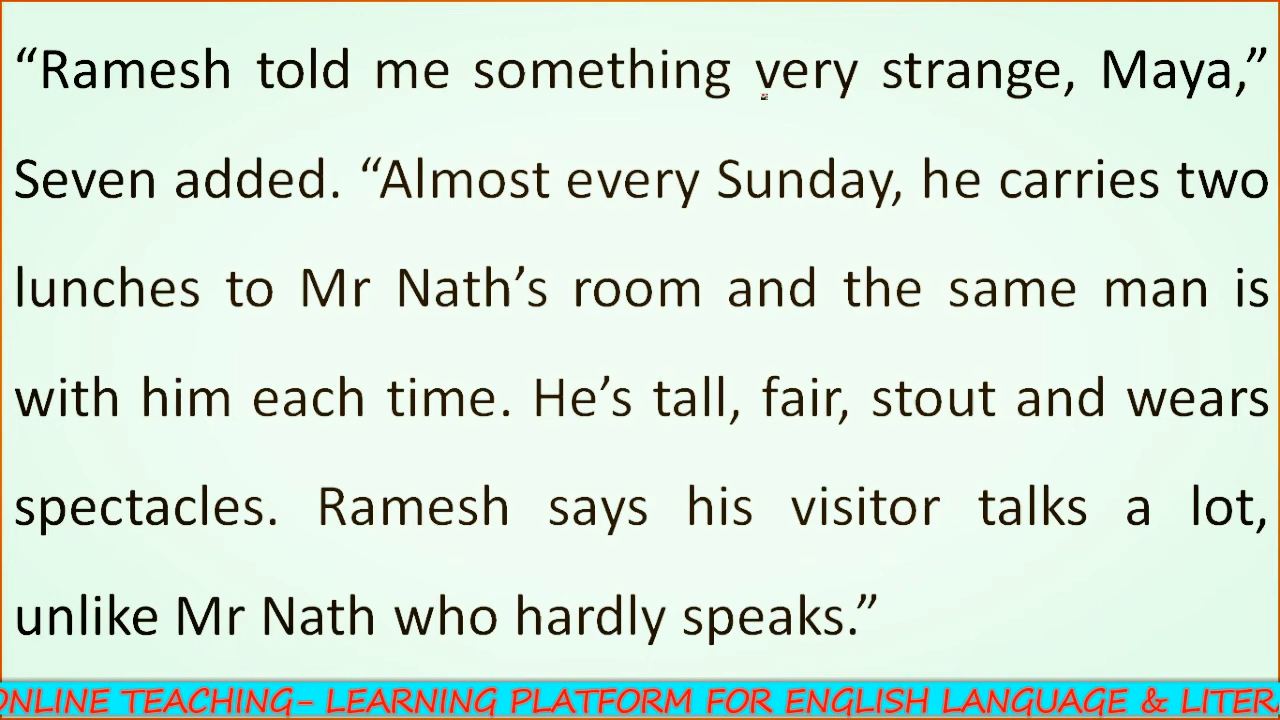 “Ramesh told me something very strange, Maya,”
Seven added. “Almost every Sunday, he carries two
lunches to Mr Nath’s room and the same man is
with him each time. He’s tall, fair, stout and wears
spectacles. Ramesh says his visitor talks a lot,
unlike Mr Nath who hardly speaks.”
ONLINE TEACHING- LEARNING PLATFORM FOR ENGLISH LANGUAGE & LITER